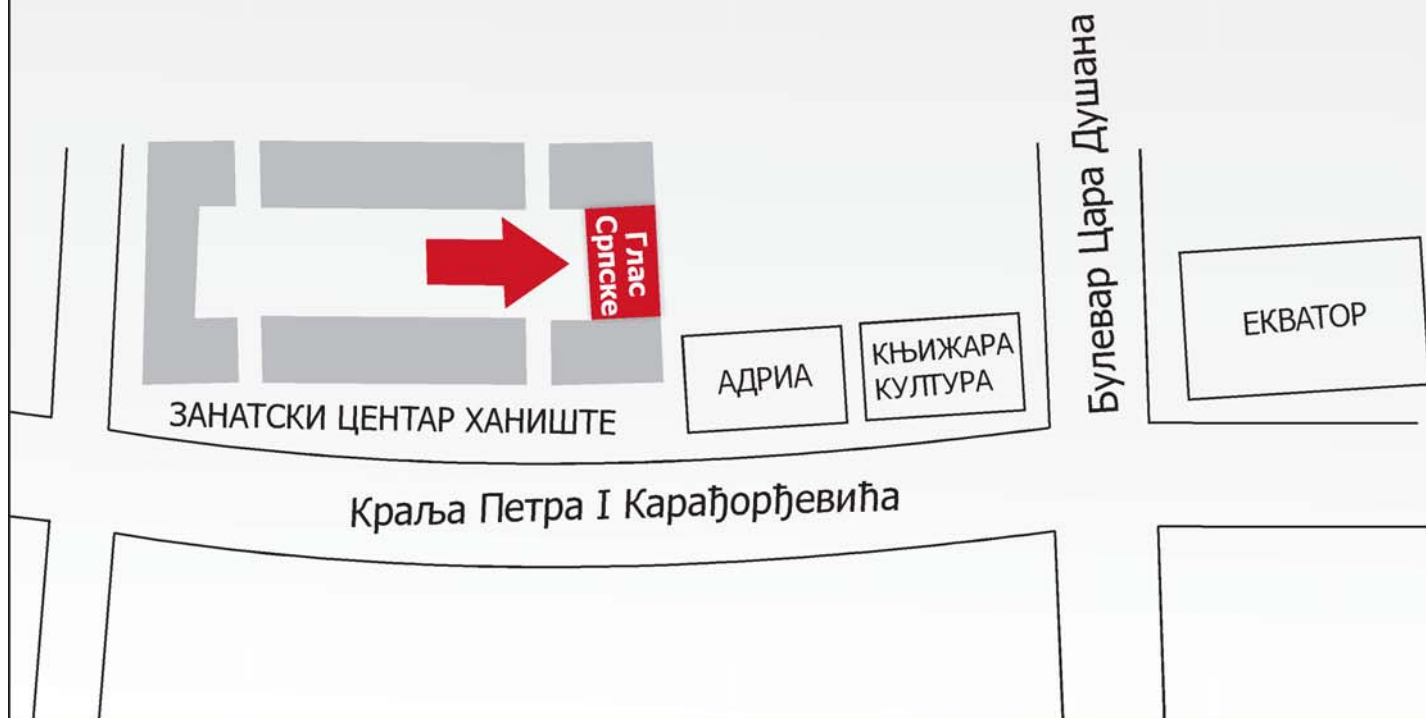 Булевар Цара Душана
Глас
Српске
ЕКВАТОР
АДРИА
КЊИЖАРА
КУЛТУРА
ЗАНАТСКИ ЦЕНТАР ХАНИШТЕ
Краља Петра I Карађорђевића